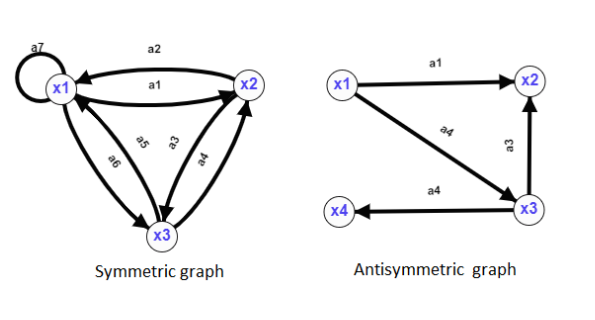 a7
a2
x1
a1
x2
a6
a5
a3
a4
x3
Symmetric graph
a1
x1
x2
a4
a3
a4
x4
x3
Antisymmetric graph